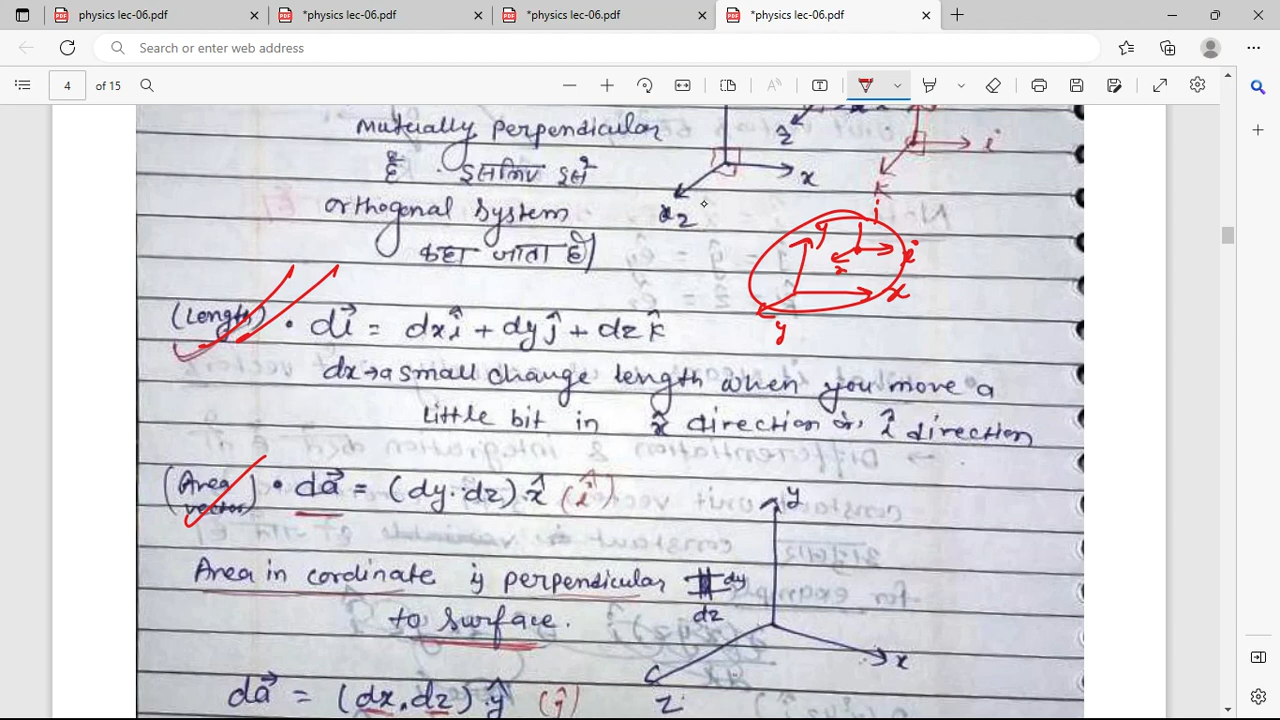 physics lec-06.pdf
*physics lec-06.pdf
*physics lec-06.pdf
*physics lec-06.pdf
Search or enter web address
4 of 15
mutually perpendicular
है . इसलिए इसे
orthogonal system
कहा जाता है|
z x
i
k
x
z
j
y i
z
x
y
(Length) • dl⃗ = dx î + dy ĵ + dz k̂
dx → a small change length when you move a
little bit in x̂ direction or, î direction
(Area vector) • da⃗ = (dy.dz) x̂ (î)
y
Area in cordinate is perpendicular dy
dz
to surface.
x
z
da⃗ = (dx.dz) ŷ (ĵ)